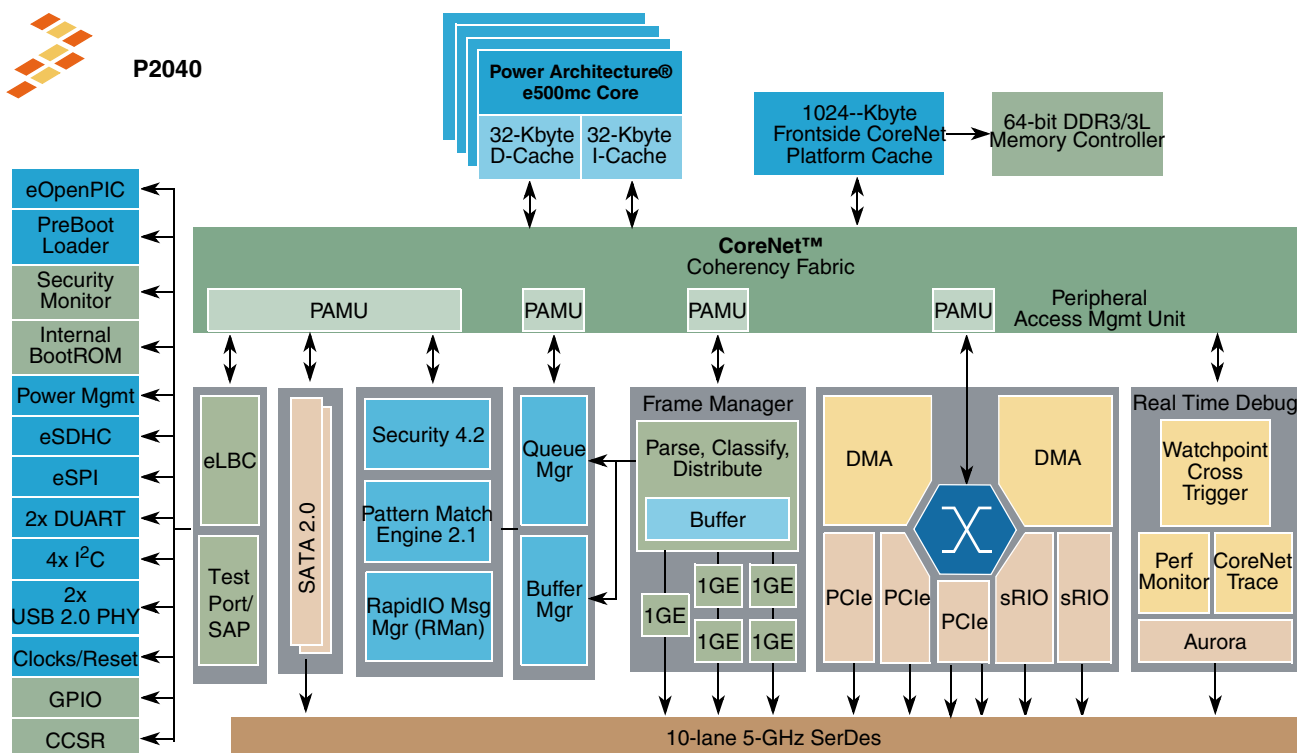 P2040
Power Architecture®
e500mc Core
32-Kbyte
D-Cache
32-Kbyte
I-Cache
1024--Kbyte
Frontside CoreNet
Platform Cache
64-bit DDR3/3L
Memory Controller
eOpenPIC
PreBoot
Loader
Security
Monitor
Internal
BootROM
Power Mgmt
eSDHC
eSPI
2x DUART
4x I²C
2x
USB 2.0 PHY
Clocks/Reset
GPIO
CCSR
CoreNet™
Coherency Fabric
PAMU
PAMU
PAMU
PAMU
Peripheral
Access Mgmt Unit
eLBC
Test
Port/
SAP
SATA 2.0
Security 4.2
Pattern Match
Engine 2.1
RapidIO Msg
Mgr (RMan)
Queue
Mgr
Buffer
Mgr
Frame Manager
Parse, Classify,
Distribute
Buffer
1GE
1GE
1GE
1GE
1GE
DMA
DMA
PCIe
PCIe
PCIe
sRIO
sRIO
Real Time Debug
Watchpoint
Cross
Trigger
Perf
Monitor
CoreNet
Trace
Aurora
10-lane 5-GHz SerDes